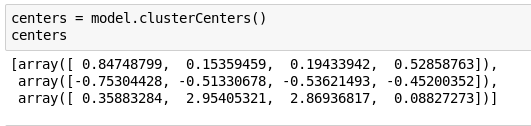 centers = model.clusterCenters()
centers
[array([ 0.84748799,  0.15359459,  0.19433942,  0.52858763]),
 array([-0.75304428, -0.51330678, -0.53621493, -0.45200352]),
 array([ 0.35883284,  2.95405321,  2.86936817,  0.08827273])]